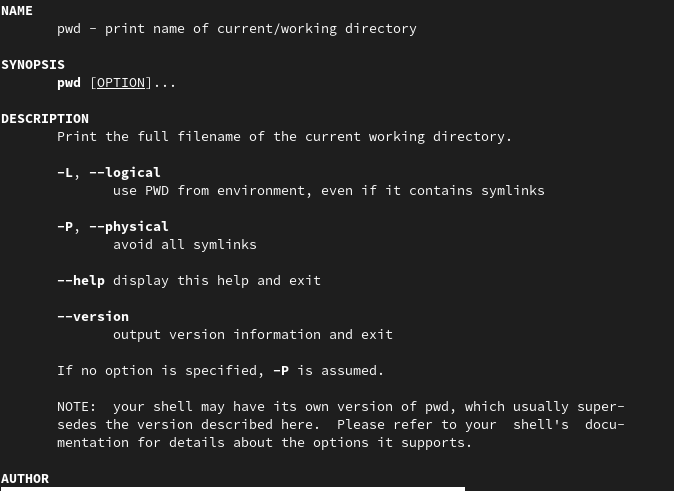 NAME
pwd - print name of current/working directory
SYNOPSIS
pwd [OPTION]...
DESCRIPTION
Print the full filename of the current working directory.
-L, --logical
use PWD from environment, even if it contains symlinks
-P, --physical
avoid all symlinks
--help display this help and exit
--version
output version information and exit
If no option is specified, -P is assumed.
NOTE:  your shell may have its own version of pwd, which usually super-
sedes the version described here.  Please refer to your  shell's  docu-
mentation for details about the options it supports.
AUTHOR